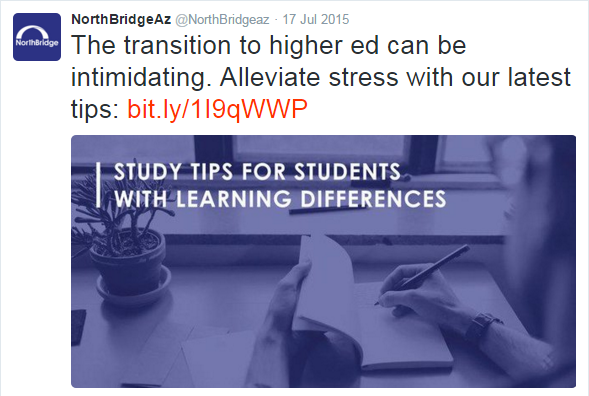 NorthBridgeAz @NorthBridgeaz · 17 Jul 2015
NorthBridge
The transition to higher ed can be
intimidating. Alleviate stress with our latest
tips: bit.ly/1I9qWWP
STUDY TIPS FOR STUDENTS
WITH LEARNING DIFFERENCES